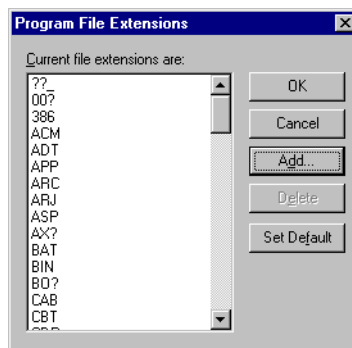 Program File Extensions
Current file extensions are:
??_
00?
386
ACM
ADT
APP
ARC
ARJ
ASP
AX?
BAT
BIN
BO?
CAB
CBT
OK
Cancel
Add...
Delete
Set Default